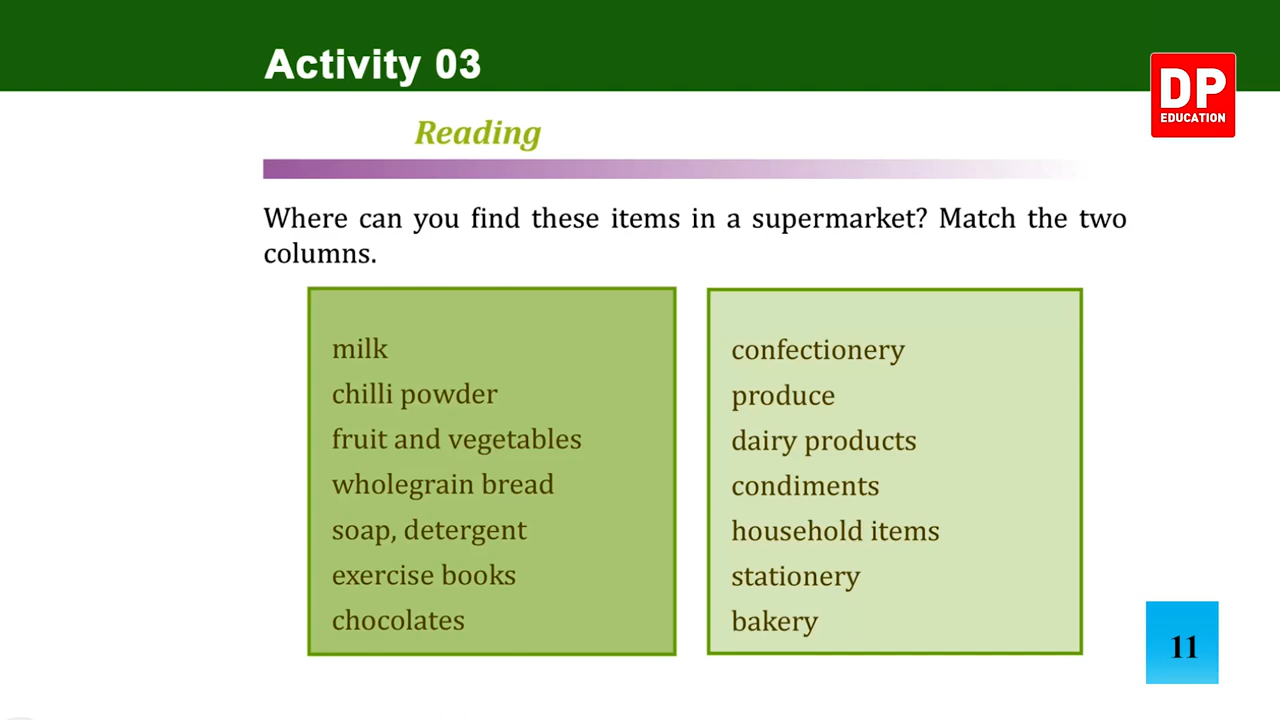 Activity 03
DP
EDUCATION
Reading
Where can you find these items in a supermarket? Match the two
columns.
milk
chilli powder
fruit and vegetables
wholegrain bread
soap, detergent
exercise books
chocolates
confectionery
produce
dairy products
condiments
household items
stationery
bakery
11